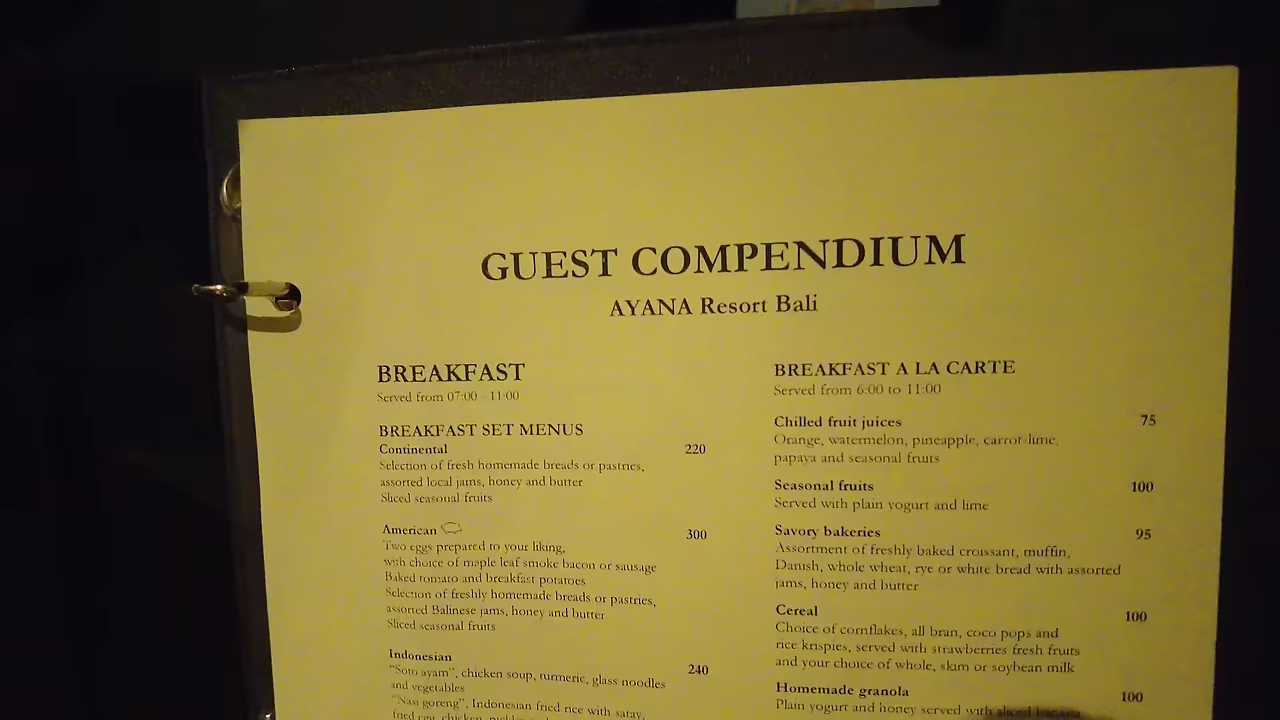 GUEST COMPENDIUM
AYANA Resort Bali
BREAKFAST
Served from 07:00 - 11:00
BREAKFAST SET MENUS
Continental 220
Selection of fresh homemade breads or pastries,
assorted local jams, honey and butter
Sliced seasonal fruits
American 300
Two eggs prepared to your liking,
with choice of maple leaf smoke bacon or sausage
Baked tomato and breakfast potatoes
Selection of freshly homemade breads or pastries,
assorted Balinese jams, honey and butter
Sliced seasonal fruits
Indonesian 240
"Soto ayam", chicken soup, turmeric, glass noodles
and vegetables
"Nasi goreng", Indonesian fried rice with satay,
fried egg, chicken,
BREAKFAST A LA CARTE
Served from 6:00 to 11:00
Chilled fruit juices 75
Orange, watermelon, pineapple, carrot-lime,
papaya and seasonal fruits
Seasonal fruits 100
Served with plain yogurt and lime
Savory bakeries 95
Assortment of freshly baked croissant, muffin,
Danish, whole wheat, rye or white bread with assorted
jams, honey and butter
Cereal 100
Choice of cornflakes, all bran, coco pops and
rice krispies, served with strawberries fresh fruits
and your choice of whole, skim or soybean milk
Homemade granola 100
Plain yogurt and honey served with sliced banana